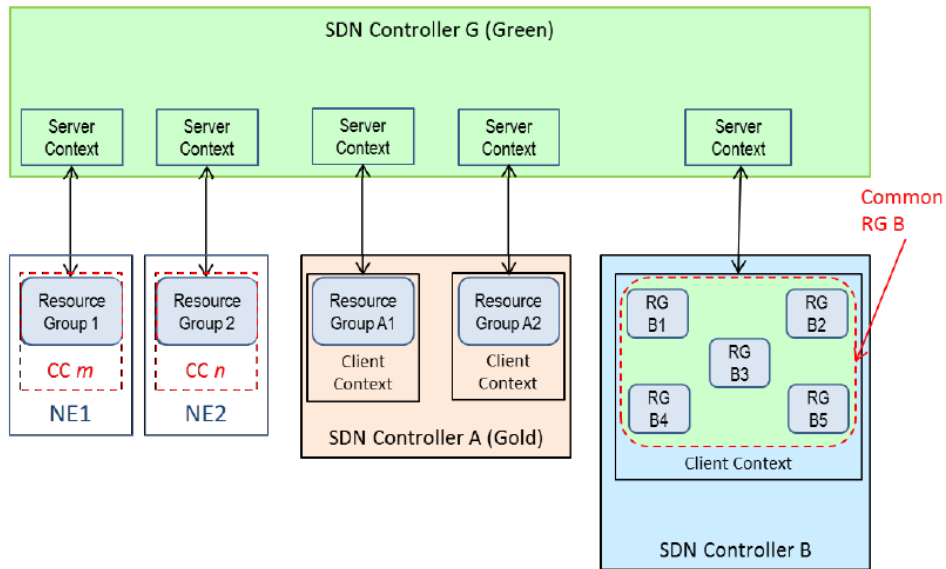 SDN Controller G (Green)
Server
Context
Server
Context
Server
Context
Server
Context
Server
Context
Common
RG B
Resource
Group 1
CC m
NE1
Resource
Group 2
CC n
NE2
Resource
Group A1
Client
Context
Resource
Group A2
Client
Context
SDN Controller A (Gold)
RG
B1
RG
B2
RG
B3
RG
B4
RG
B5
Client Context
SDN Controller B